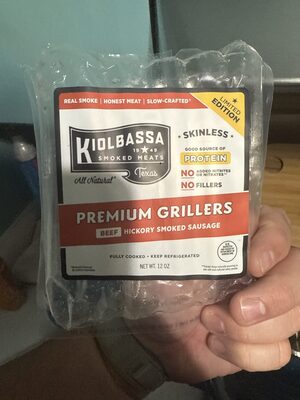 REAL SMOKE | HONEST MEAT | SLOW-CRAFTED
LIMITED
EDITION
KIOLBASSA
1949
SMOKED MEATS
All Natural*
Texas
SKINLESS
GOOD SOURCE OF
PROTEIN
NO ADDED NITRITES
OR NITRATES**
NO FILLERS
PREMIUM GRILLERS
BEEF HICKORY SMOKED SAUSAGE
FULLY COOKED • KEEP REFRIGERATED
NET WT. 12 OZ